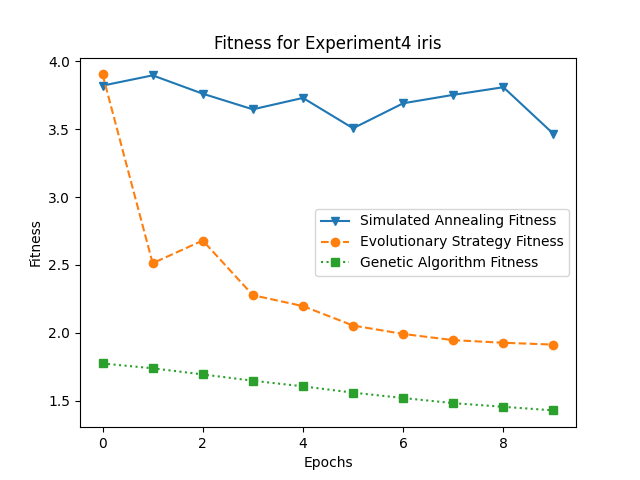 Fitness for Experiment4 iris
Fitness
4.0
3.5
3.0
2.5
2.0
1.5
Simulated Annealing Fitness
Evolutionary Strategy Fitness
Genetic Algorithm Fitness
0
2
4
6
8
Epochs